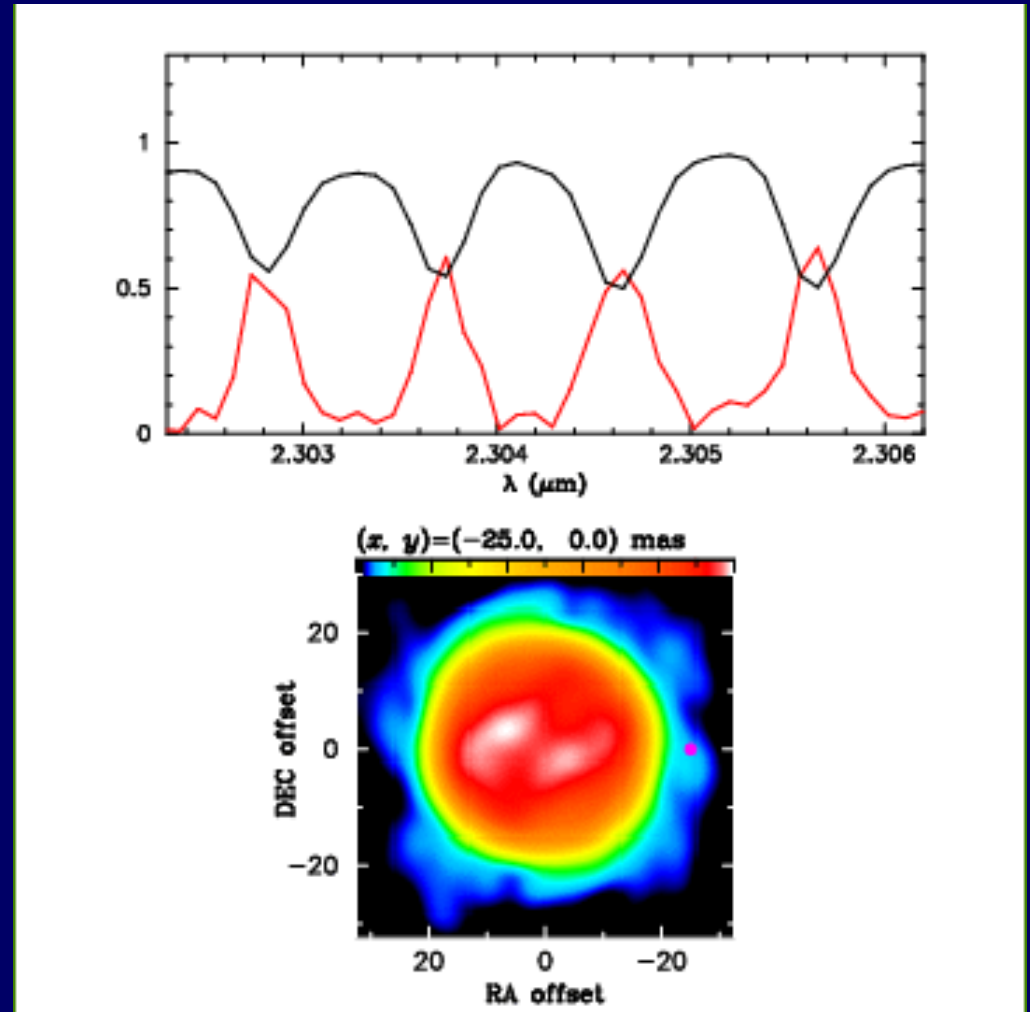 1
0.5
0
2.303 2.304 2.305 2.306
λ (μm)
(x, y)=(−25.0, 0.0) mas
20
0
−20
DEC offset
20 0 −20
RA offset